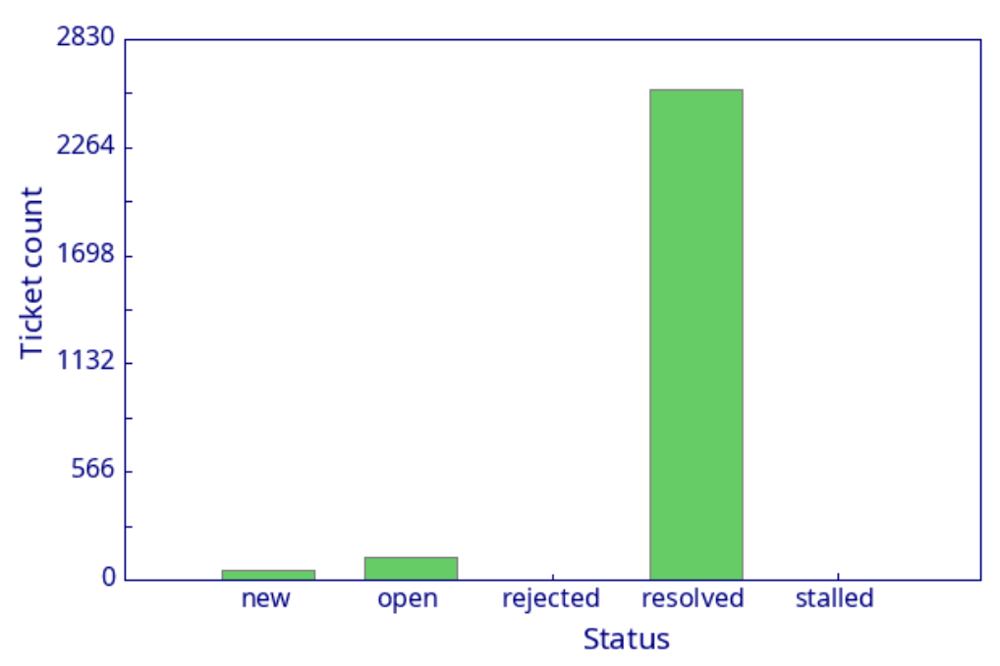 2830
2264
1698
1132
566
0
Ticket count
new open rejected resolved stalled
Status